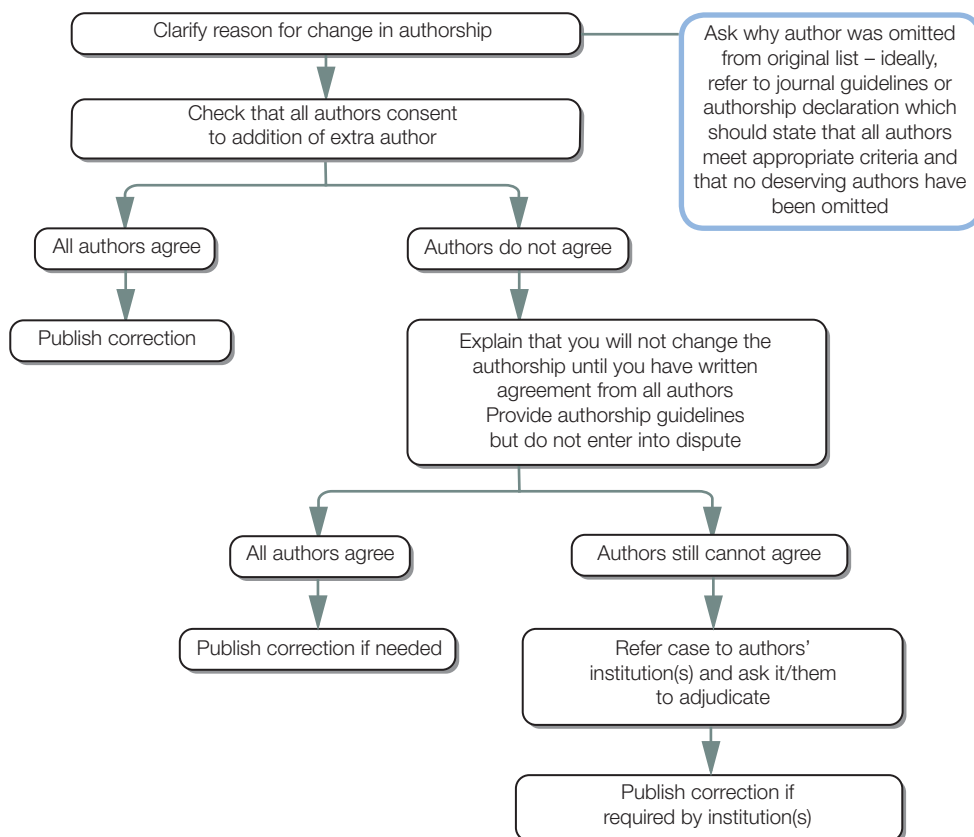 Clarify reason for change in authorship
Ask why author was omitted
from original list – ideally,
refer to journal guidelines or
authorship declaration which
should state that all authors
meet appropriate criteria and
that no deserving authors have
been omitted
Check that all authors consent
to addition of extra author
All authors agree
Authors do not agree
Publish correction
Explain that you will not change the
authorship until you have written
agreement from all authors
Provide authorship guidelines
but do not enter into dispute
All authors agree
Authors still cannot agree
Publish correction if needed
Refer case to authors’
institution(s) and ask it/them
to adjudicate
Publish correction if
required by institution(s)